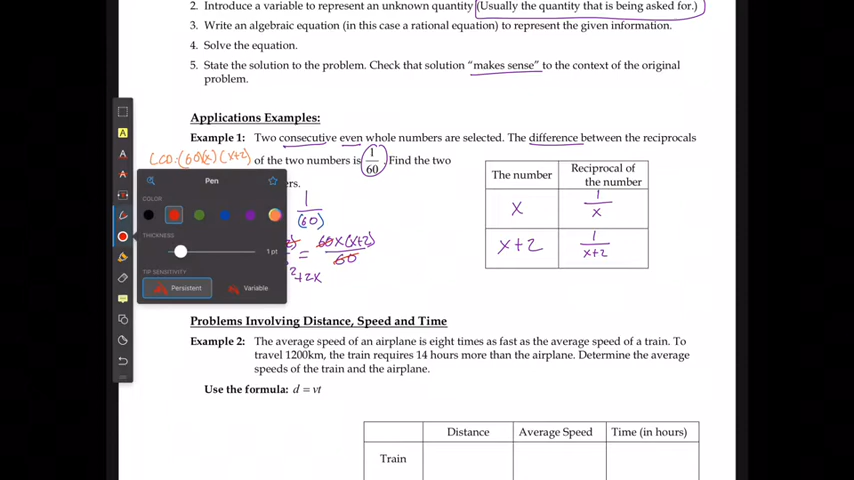 2. Introduce a variable to represent an unknown quantity (Usually the quantity that is being asked for.)
3. Write an algebraic equation (in this case a rational equation) to represent the given information.
4. Solve the equation.
5. State the solution to the problem. Check that solution “makes sense” to the context of the original
problem.
Applications Examples:
Example 1: Two consecutive even whole numbers are selected. The difference between the reciprocals
LCD: (60)(x)(x+2) of the two numbers is 1/60. Find the two
The number Reciprocal of the number
x 1/x
x+2 1/(x+2)
Pen
COLOR
THICKNESS
1 pt
TIP SENSITIVITY
Persistent Variable
1/(60)
= 60x(x+2)/60
²+2x
Problems Involving Distance, Speed and Time
Example 2: The average speed of an airplane is eight times as fast as the average speed of a train. To
travel 1200km, the train requires 14 hours more than the airplane. Determine the average
speeds of the train and the airplane.
Use the formula: d = vt
Distance Average Speed Time (in hours)
Train